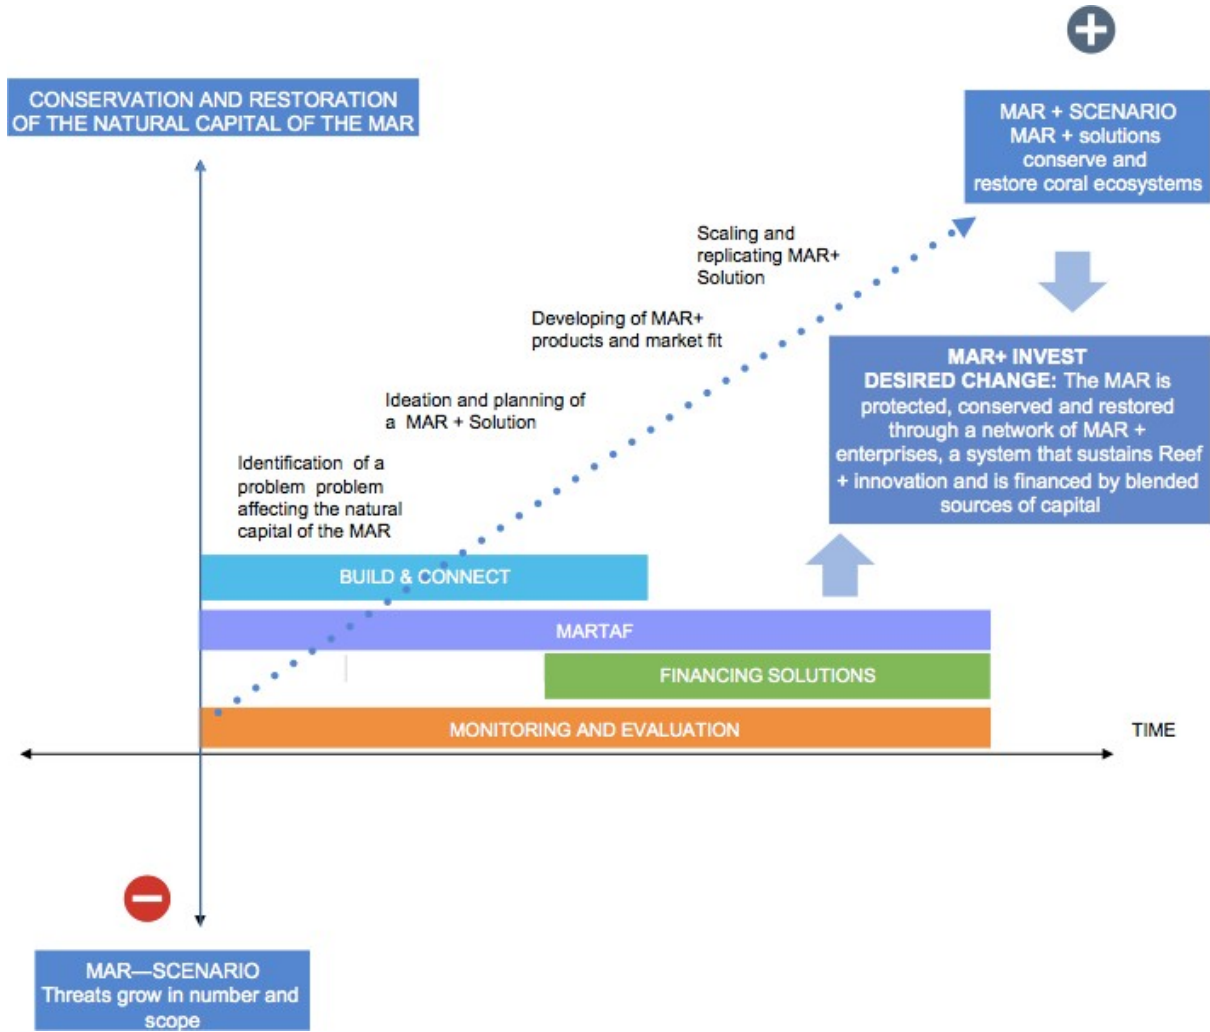 CONSERVATION AND RESTORATION
OF THE NATURAL CAPITAL OF THE MAR
MAR + SCENARIO
MAR + solutions
conserve and
restore coral ecosystems
Scaling and
replicating MAR+
Solution
Developing of MAR+
products and market fit
Ideation and planning of
a MAR + Solution
Identification of a
problem problem
affecting the natural
capital of the MAR
MAR+ INVEST
DESIRED CHANGE: The MAR is
protected, conserved and restored
through a network of MAR +
enterprises, a system that sustains Reef
+ innovation and is financed by blended
sources of capital
BUILD & CONNECT
MARTAF
FINANCING SOLUTIONS
MONITORING AND EVALUATION
TIME
MAR—SCENARIO
Threats grow in number and
scope